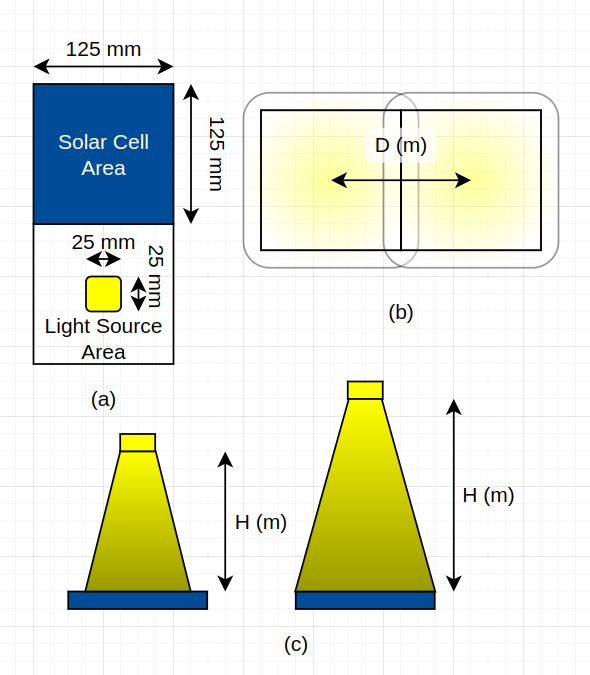 125 mm
Solar Cell
Area
125 mm
25 mm
25 mm
Light Source
Area
(a)
D (m)
(b)
H (m)
H (m)
(c)